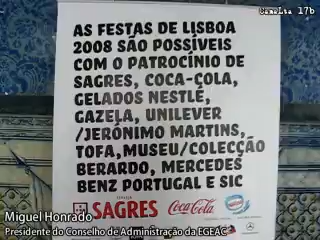 Camélia 17b
AS FESTAS DE LISBOA
2008 SÃO POSSÍVEIS
COM O PATROCÍNIO DE
SAGRES, COCA-COLA,
GELADOS NESTLÉ,
GAZELA, UNILEVER
/JERÓNIMO MARTINS,
TOFA, MUSEU/COLECÇÃO
BERARDO, MERCEDES
BENZ PORTUGAL E SIC
SAGRES Coca-Cola
Miguel Honrado
Presidente do Conselho de Administração da EGEAC